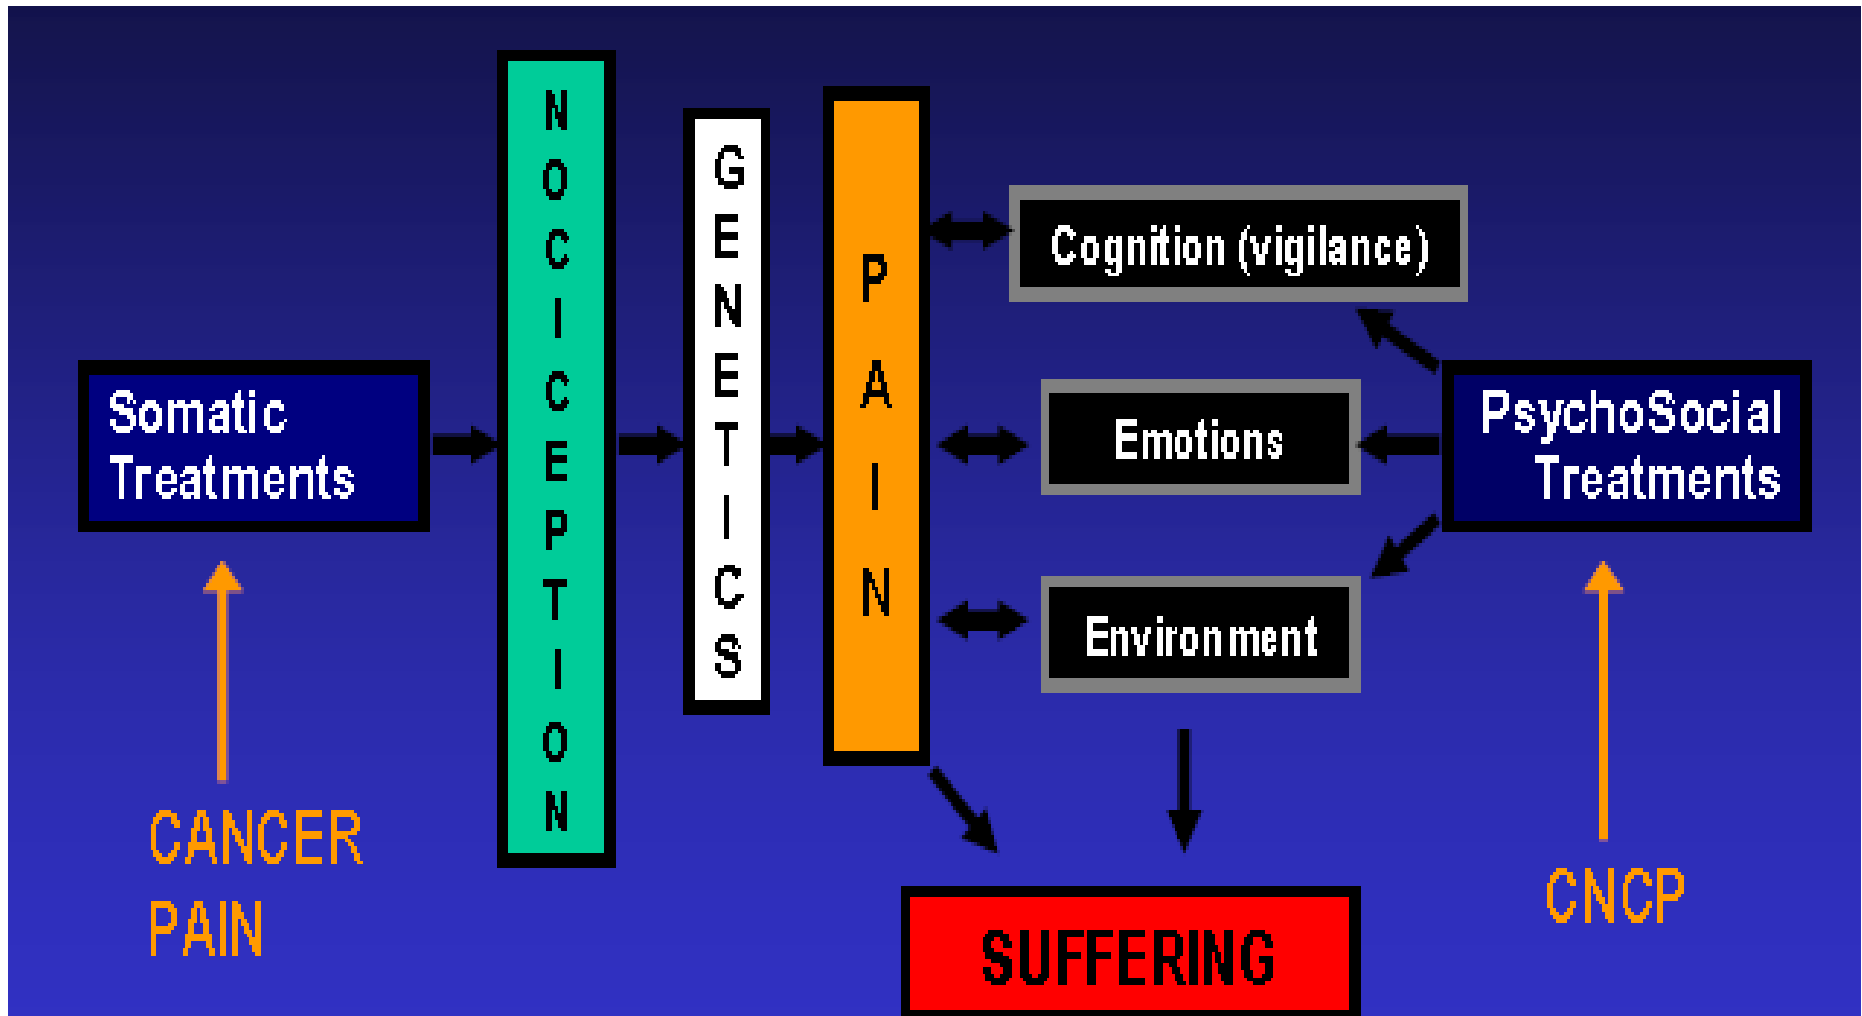 NOCICEPTION
GENETICS
PAIN
Cognition (vigilance)
Somatic
Treatments
Emotions
PsychoSocial
Treatments
Environment
CANCER
PAIN
CNCP
SUFFERING